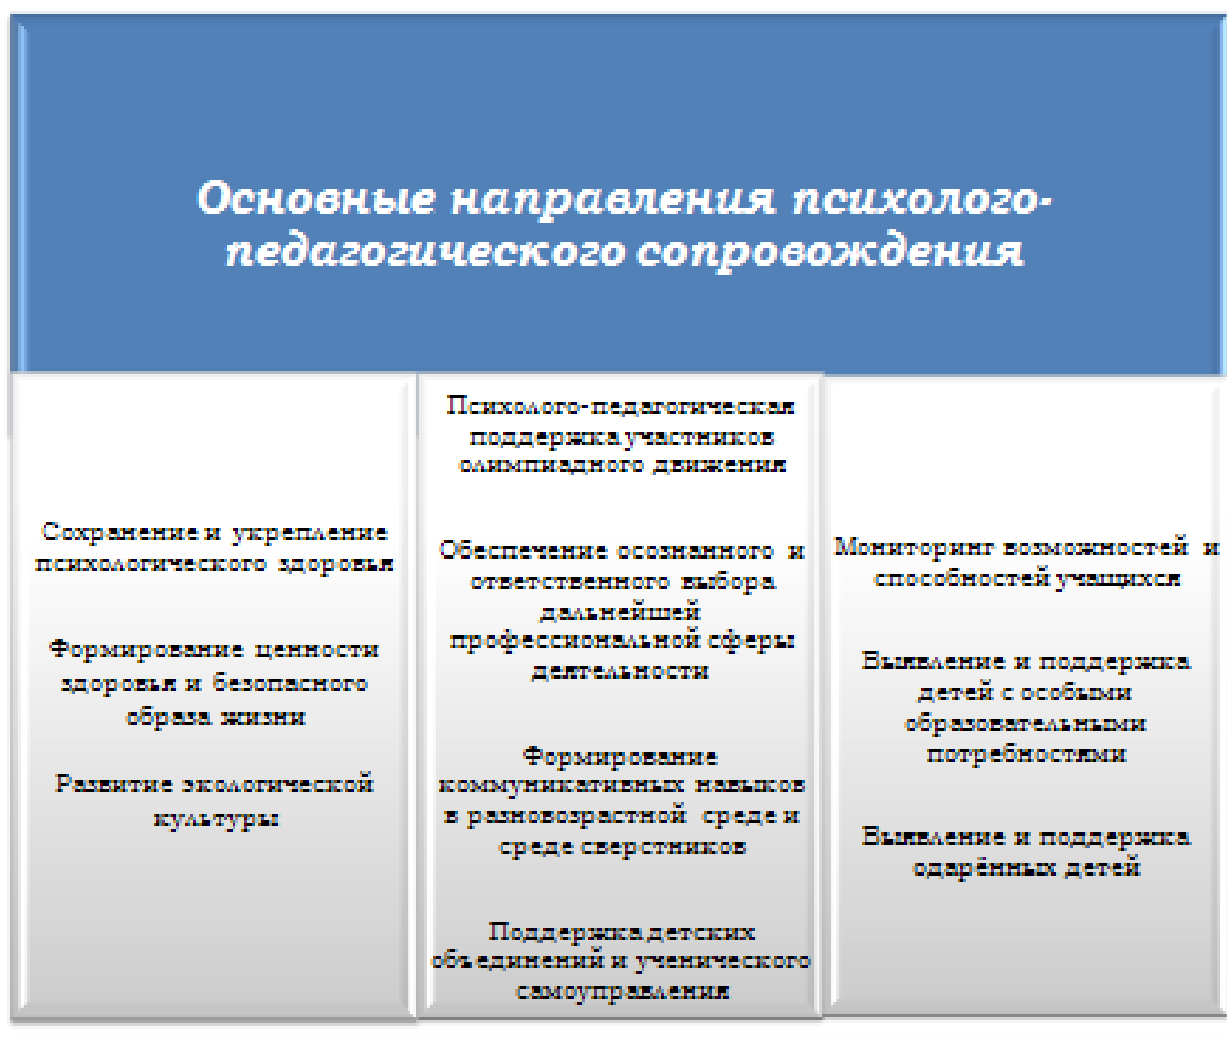 Основные направления психолого-
педагогического сопровождения
Сохранение и укрепление
психологического здоровья
Формирование ценности
здоровья и безопасного
образа жизни
Развитие экологической
культуры
Психолого-педагогическая
поддержка участников
олимпиадного движения
Обеспечение осознанного и
ответственного выбора
дальнейшей
профессиональной сферы
деятельности
Формирование
коммуникативных навыков
в разновозрастной среде и
среде сверстников
Поддержка детских
объединений и ученического
самоуправления
Мониторинг возможностей и
способностей учащихся
Выявление и поддержка
детей с особыми
образовательными
потребностями
Выявление и поддержка
одарённых детей